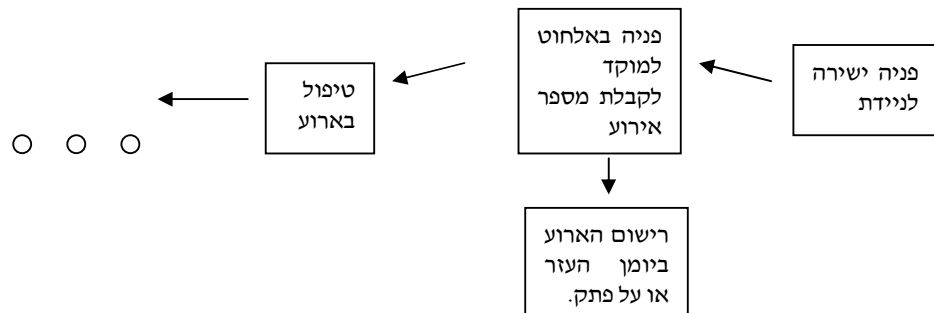 פניה ישירה
לניידת
פניה באלחוט
למוקד
לקבלת מספר
אירוע
טיפול
בארוע
רישום הארוע
ביומן העזר
או על פתק.